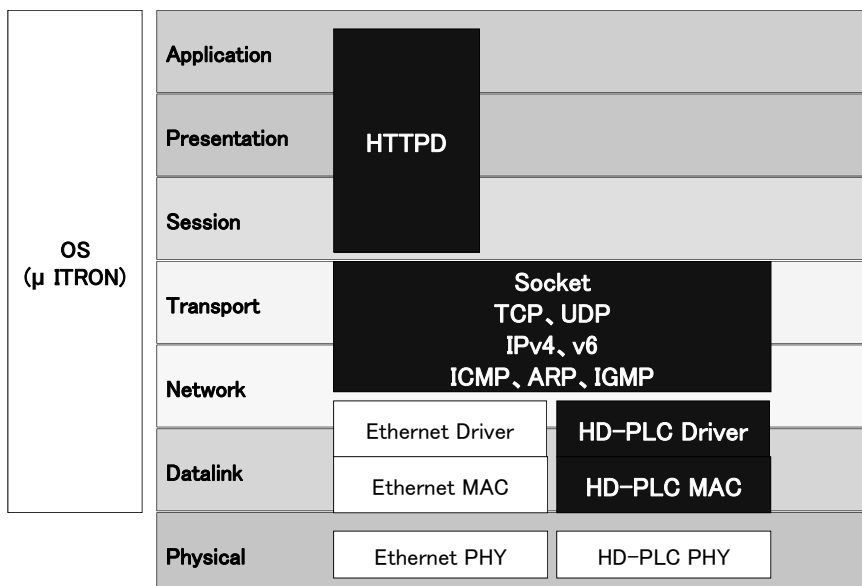 OS
(μ ITRON)
Application
Presentation
Session
Transport
Network
Datalink
Physical
HTTPD
Socket
TCP、UDP
IPv4、v6
ICMP、ARP、IGMP
Ethernet Driver
HD-PLC Driver
Ethernet MAC
HD-PLC MAC
Ethernet PHY
HD-PLC PHY